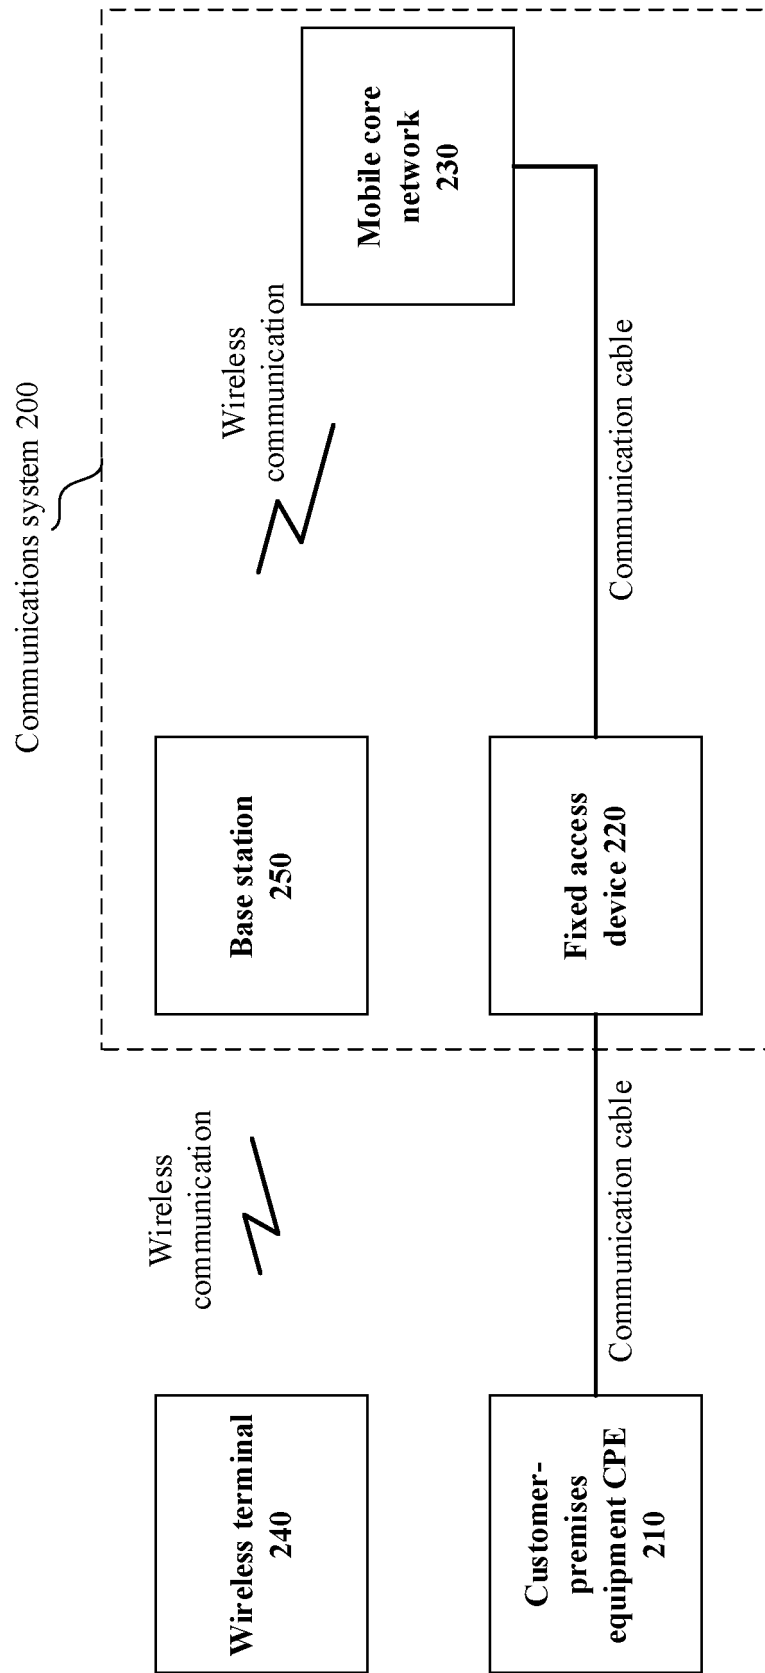 Communications system 200
Wireless terminal
240
Wireless
communication
Base station
250
Wireless
communication
Mobile core
network
230
Customer-
premises
equipment CPE
210
Communication cable
Fixed access
device 220
Communication cable